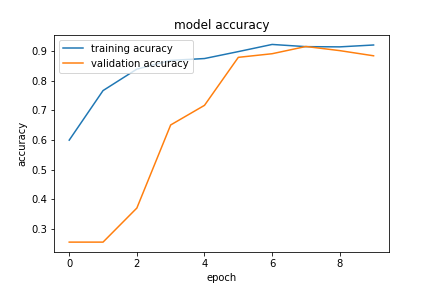 model accuracy
training acuracy
validation accuracy
accuracy
0.9
0.8
0.7
0.6
0.5
0.4
0.3
0 2 4 6 8
epoch